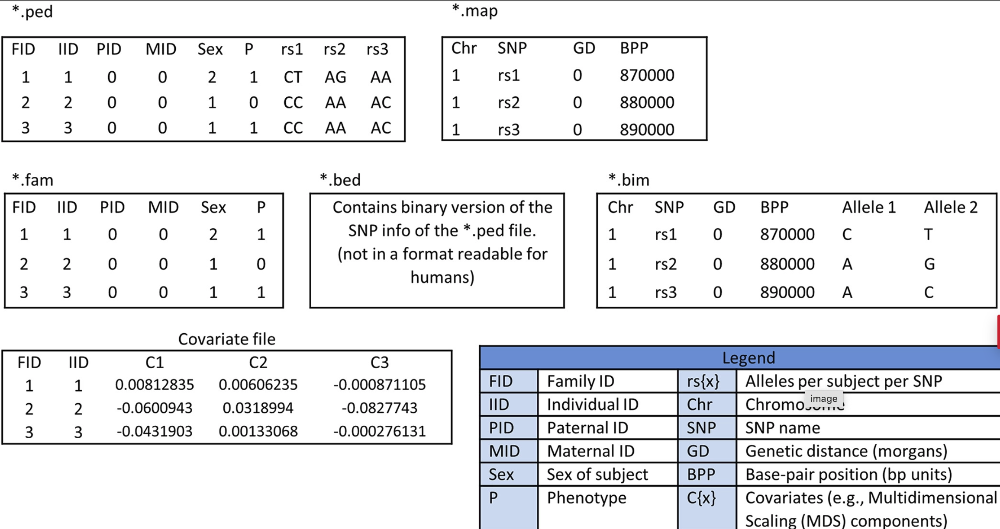 *.ped
FID IID PID MID Sex P rs1 rs2 rs3
1 1 0 0 2 1 CT AG AA
2 2 0 0 1 0 CC AA AC
3 3 0 0 1 1 CC AA AC
*.map
Chr SNP GD BPP
1 rs1 0 870000
1 rs2 0 880000
1 rs3 0 890000
*.fam
FID IID PID MID Sex P
1 1 0 0 2 1
2 2 0 0 1 0
3 3 0 0 1 1
*.bed
Contains binary version of the
SNP info of the *.ped file.
(not in a format readable for
humans)
*.bim
Chr SNP GD BPP Allele 1 Allele 2
1 rs1 0 870000 C T
1 rs2 0 880000 A G
1 rs3 0 890000 A C
Covariate file
FID IID C1 C2 C3
1 1 0.00812835 0.00606235 -0.000871105
2 2 -0.0600943 0.0318994 -0.0827743
3 3 -0.0431903 0.00133068 -0.000276131
Legend
FID Family ID rs{x} Alleles per subject per SNP
image
IID Individual ID Chr Chromosome
PID Paternal ID SNP SNP name
MID Maternal ID GD Genetic distance (morgans)
Sex Sex of subject BPP Base-pair position (bp units)
P Phenotype C{x} Covariates (e.g., Multidimensional
Scaling (MDS) components)